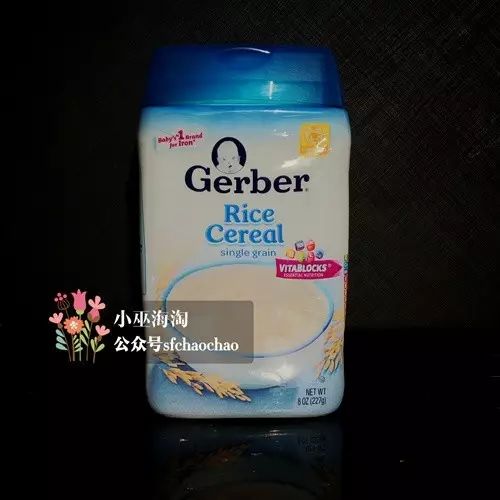 Baby's #1 Brand
for Iron*
Gerber
Rice
Cereal
single grain
VITABLOCKS®
ESSENTIAL NUTRITION
小巫海淘
公众号sfchaochao
NET WT
8 OZ (227g)